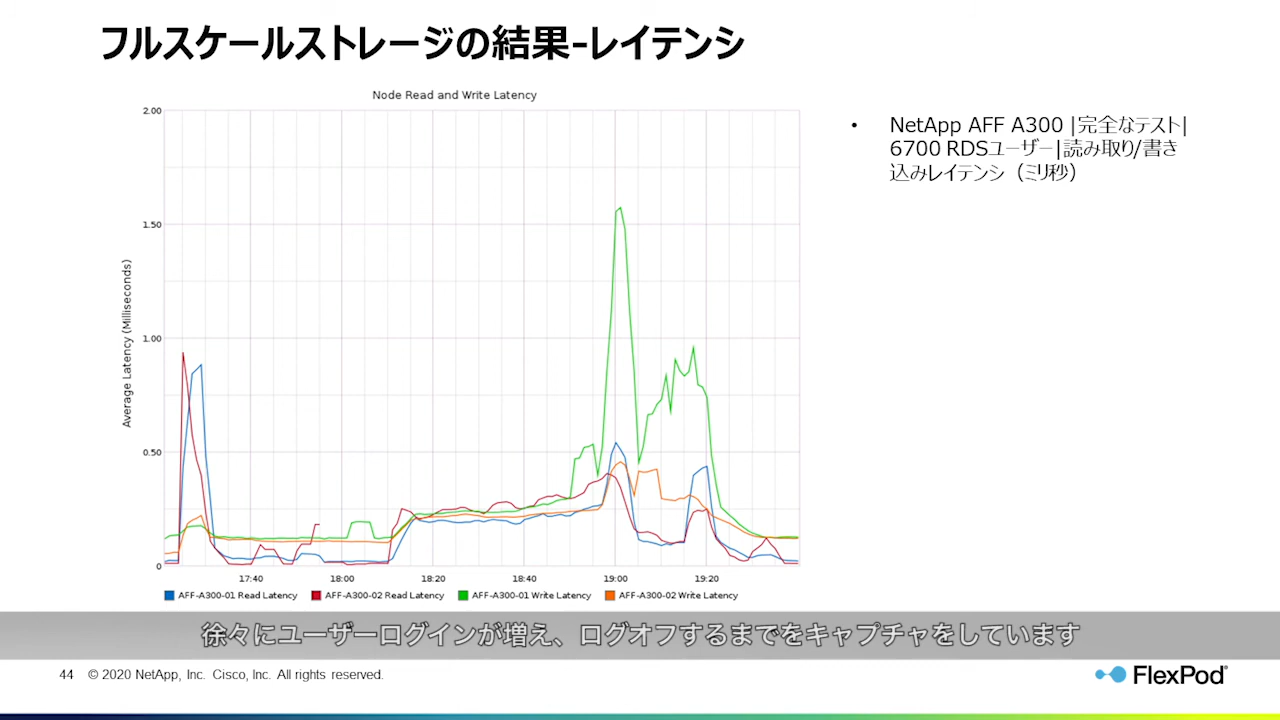 フルスケールストレージの結果-レイテンシ
Node Read and Write Latency
2.00
1.50
1.00
0.50
0
Average Latency (Milliseconds)
17:40 18:00 18:20 18:40 19:00 19:20
AFF-A300-01 Read Latency AFF-A300-02 Read Latency AFF-A300-01 Write Latency AFF-A300-02 Write Latency
• NetApp AFF A300 |完全なテスト|
6700 RDSユーザー|読み取り/書き
込みレイテンシ（ミリ秒）
徐々にユーザーログインが増え、ログオフするまでをキャプチャをしています
44 © 2020 NetApp, Inc. Cisco, Inc. All rights reserved.
FlexPod®